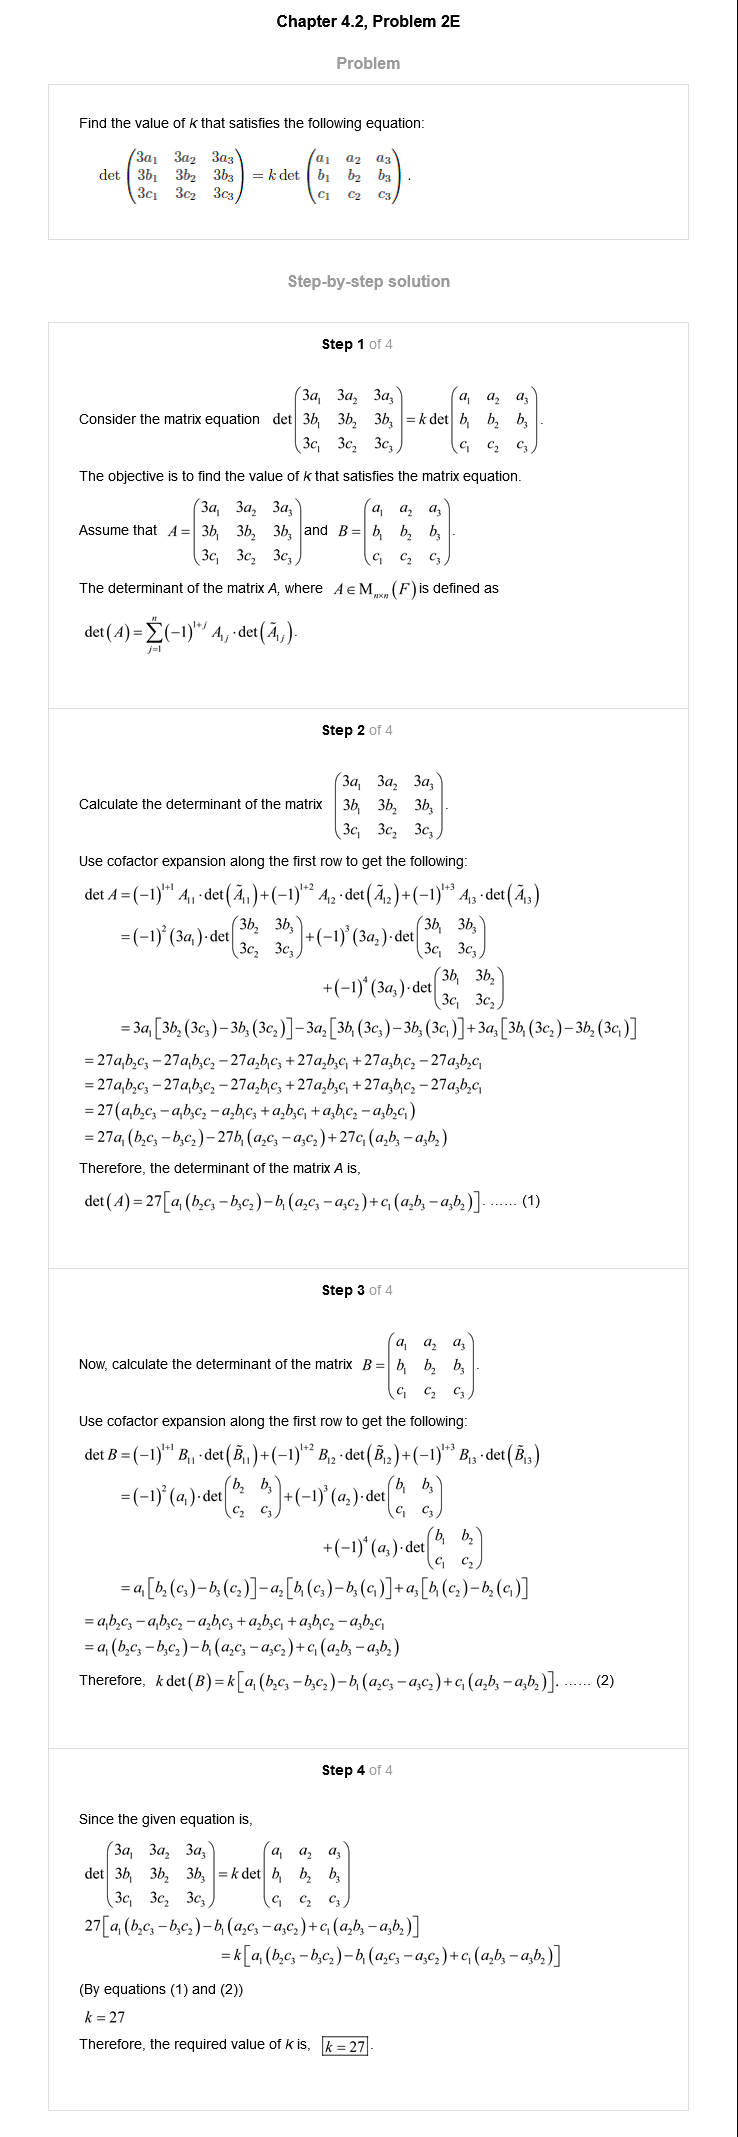 Chapter 4.2, Problem 2E
Problem
Find the value of k that satisfies the following equation:
det \begin{pmatrix} 3a_1 & 3a_2 & 3a_3 \\ 3b_1 & 3b_2 & 3b_3 \\ 3c_1 & 3c_2 & 3c_3 \end{pmatrix} = k det \begin{pmatrix} a_1 & a_2 & a_3 \\ b_1 & b_2 & b_3 \\ c_1 & c_2 & c_3 \end{pmatrix}.
Step-by-step solution
Step 1 of 4
Consider the matrix equation det \begin{pmatrix} 3a_1 & 3a_2 & 3a_3 \\ 3b_1 & 3b_2 & 3b_3 \\ 3c_1 & 3c_2 & 3c_3 \end{pmatrix} = k det \begin{pmatrix} a_1 & a_2 & a_3 \\ b_1 & b_2 & b_3 \\ c_1 & c_2 & c_3 \end{pmatrix}.
The objective is to find the value of k that satisfies the matrix equation.
Assume that A = \begin{pmatrix} 3a_1 & 3a_2 & 3a_3 \\ 3b_1 & 3b_2 & 3b_3 \\ 3c_1 & 3c_2 & 3c_3 \end{pmatrix} and B = \begin{pmatrix} a_1 & a_2 & a_3 \\ b_1 & b_2 & b_3 \\ c_1 & c_2 & c_3 \end{pmatrix}.
The determinant of the matrix A, where A ∈ M_{n×n}(F) is defined as
det(A) = \sum_{j=1}^{n} (-1)^{1+j} A_{1j} · det(\tilde{A}_{1j}).
Step 2 of 4
Calculate the determinant of the matrix \begin{pmatrix} 3a_1 & 3a_2 & 3a_3 \\ 3b_1 & 3b_2 & 3b_3 \\ 3c_1 & 3c_2 & 3c_3 \end{pmatrix}.
Use cofactor expansion along the first row to get the following:
det A = (-1)^{1+1} A_{11} · det(\tilde{A}_{11}) + (-1)^{1+2} A_{12} · det(\tilde{A}_{12}) + (-1)^{1+3} A_{13} · det(\tilde{A}_{13})
= (-1)^2 (3a_1) · det \begin{pmatrix} 3b_2 & 3b_3 \\ 3c_2 & 3c_3 \end{pmatrix} + (-1)^3 (3a_2) · det \begin{pmatrix} 3b_1 & 3b_3 \\ 3c_1 & 3c_3 \end{pmatrix}
+ (-1)^4 (3a_3) · det \begin{pmatrix} 3b_1 & 3b_2 \\ 3c_1 & 3c_2 \end{pmatrix}
= 3a_1[3b_2(3c_3) - 3b_3(3c_2)] - 3a_2[3b_1(3c_3) - 3b_3(3c_1)] + 3a_3[3b_1(3c_2) - 3b_2(3c_1)]
= 27a_1b_2c_3 - 27a_1b_3c_2 - 27a_2b_1c_3 + 27a_2b_3c_1 + 27a_3b_1c_2 - 27a_3b_2c_1
= 27a_1b_2c_3 - 27a_1b_3c_2 - 27a_2b_1c_3 + 27a_2b_3c_1 + 27a_3b_1c_2 - 27a_3b_2c_1
= 27(a_1b_2c_3 - a_1b_3c_2 - a_2b_1c_3 + a_2b_3c_1 + a_3b_1c_2 - a_3b_2c_1)
= 27a_1(b_2c_3 - b_3c_2) - 27b_1(a_2c_3 - a_3c_2) + 27c_1(a_2b_3 - a_3b_2)
Therefore, the determinant of the matrix A is,
det(A) = 27[a_1(b_2c_3 - b_3c_2) - b_1(a_2c_3 - a_3c_2) + c_1(a_2b_3 - a_3b_2)]. ...... (1)
Step 3 of 4
Now, calculate the determinant of the matrix B = \begin{pmatrix} a_1 & a_2 & a_3 \\ b_1 & b_2 & b_3 \\ c_1 & c_2 & c_3 \end{pmatrix}.
Use cofactor expansion along the first row to get the following:
det B = (-1)^{1+1} B_{11} · det(\tilde{B}_{11}) + (-1)^{1+2} B_{12} · det(\tilde{B}_{12}) + (-1)^{1+3} B_{13} · det(\tilde{B}_{13})
= (-1)^2 (a_1) · det \begin{pmatrix} b_2 & b_3 \\ c_2 & c_3 \end{pmatrix} + (-1)^3 (a_2) · det \begin{pmatrix} b_1 & b_3 \\ c_1 & c_3 \end{pmatrix}
+ (-1)^4 (a_3) · det \begin{pmatrix} b_1 & b_2 \\ c_1 & c_2 \end{pmatrix}
= a_1[b_2(c_3) - b_3(c_2)] - a_2[b_1(c_3) - b_3(c_1)] + a_3[b_1(c_2) - b_2(c_1)]
= a_1b_2c_3 - a_1b_3c_2 - a_2b_1c_3 + a_2b_3c_1 + a_3b_1c_2 - a_3b_2c_1
= a_1(b_2c_3 - b_3c_2) - b_1(a_2c_3 - a_3c_2) + c_1(a_2b_3 - a_3b_2)
Therefore, k det(B) = k[a_1(b_2c_3 - b_3c_2) - b_1(a_2c_3 - a_3c_2) + c_1(a_2b_3 - a_3b_2)]. ...... (2)
Step 4 of 4
Since the given equation is,
det \begin{pmatrix} 3a_1 & 3a_2 & 3a_3 \\ 3b_1 & 3b_2 & 3b_3 \\ 3c_1 & 3c_2 & 3c_3 \end{pmatrix} = k det \begin{pmatrix} a_1 & a_2 & a_3 \\ b_1 & b_2 & b_3 \\ c_1 & c_2 & c_3 \end{pmatrix}
27[a_1(b_2c_3 - b_3c_2) - b_1(a_2c_3 - a_3c_2) + c_1(a_2b_3 - a_3b_2)]
= k[a_1(b_2c_3 - b_3c_2) - b_1(a_2c_3 - a_3c_2) + c_1(a_2b_3 - a_3b_2)]
(By equations (1) and (2))
k = 27
Therefore, the required value of k is, k = 27.